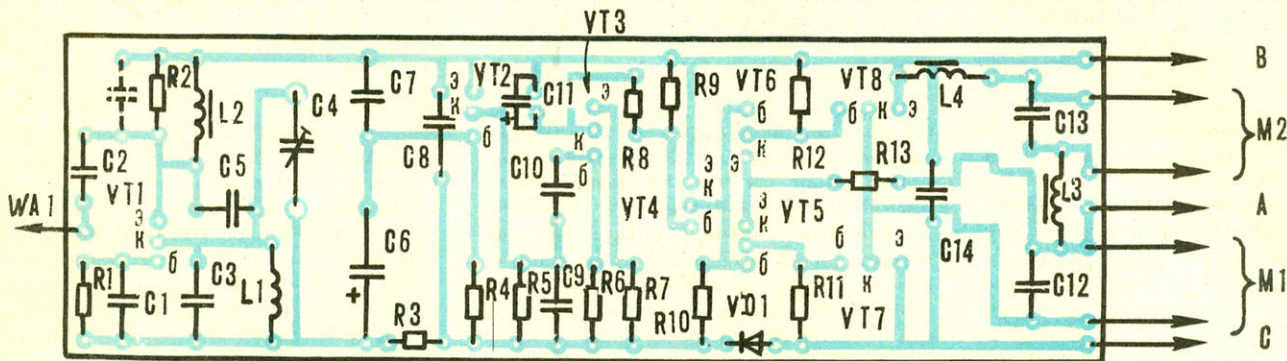 VT3
B
R2
C7
э
VT2
C11
э
R9
VT6
VT8
L4
C4
к
б
б
к
э
M2
L2
C13
C2
C5
C8
б
к
R8
к
R12
R13
VT1
C10
б
э
э
WA1
к
L3
A
э
VT4
б
к
VT5
к
C6
б
э
C14
б
б
R1
C3
C1
L1
R4
R5
C9
R6
R7
R11
к
C12
M1
R3
R10
VD1
VT7
C